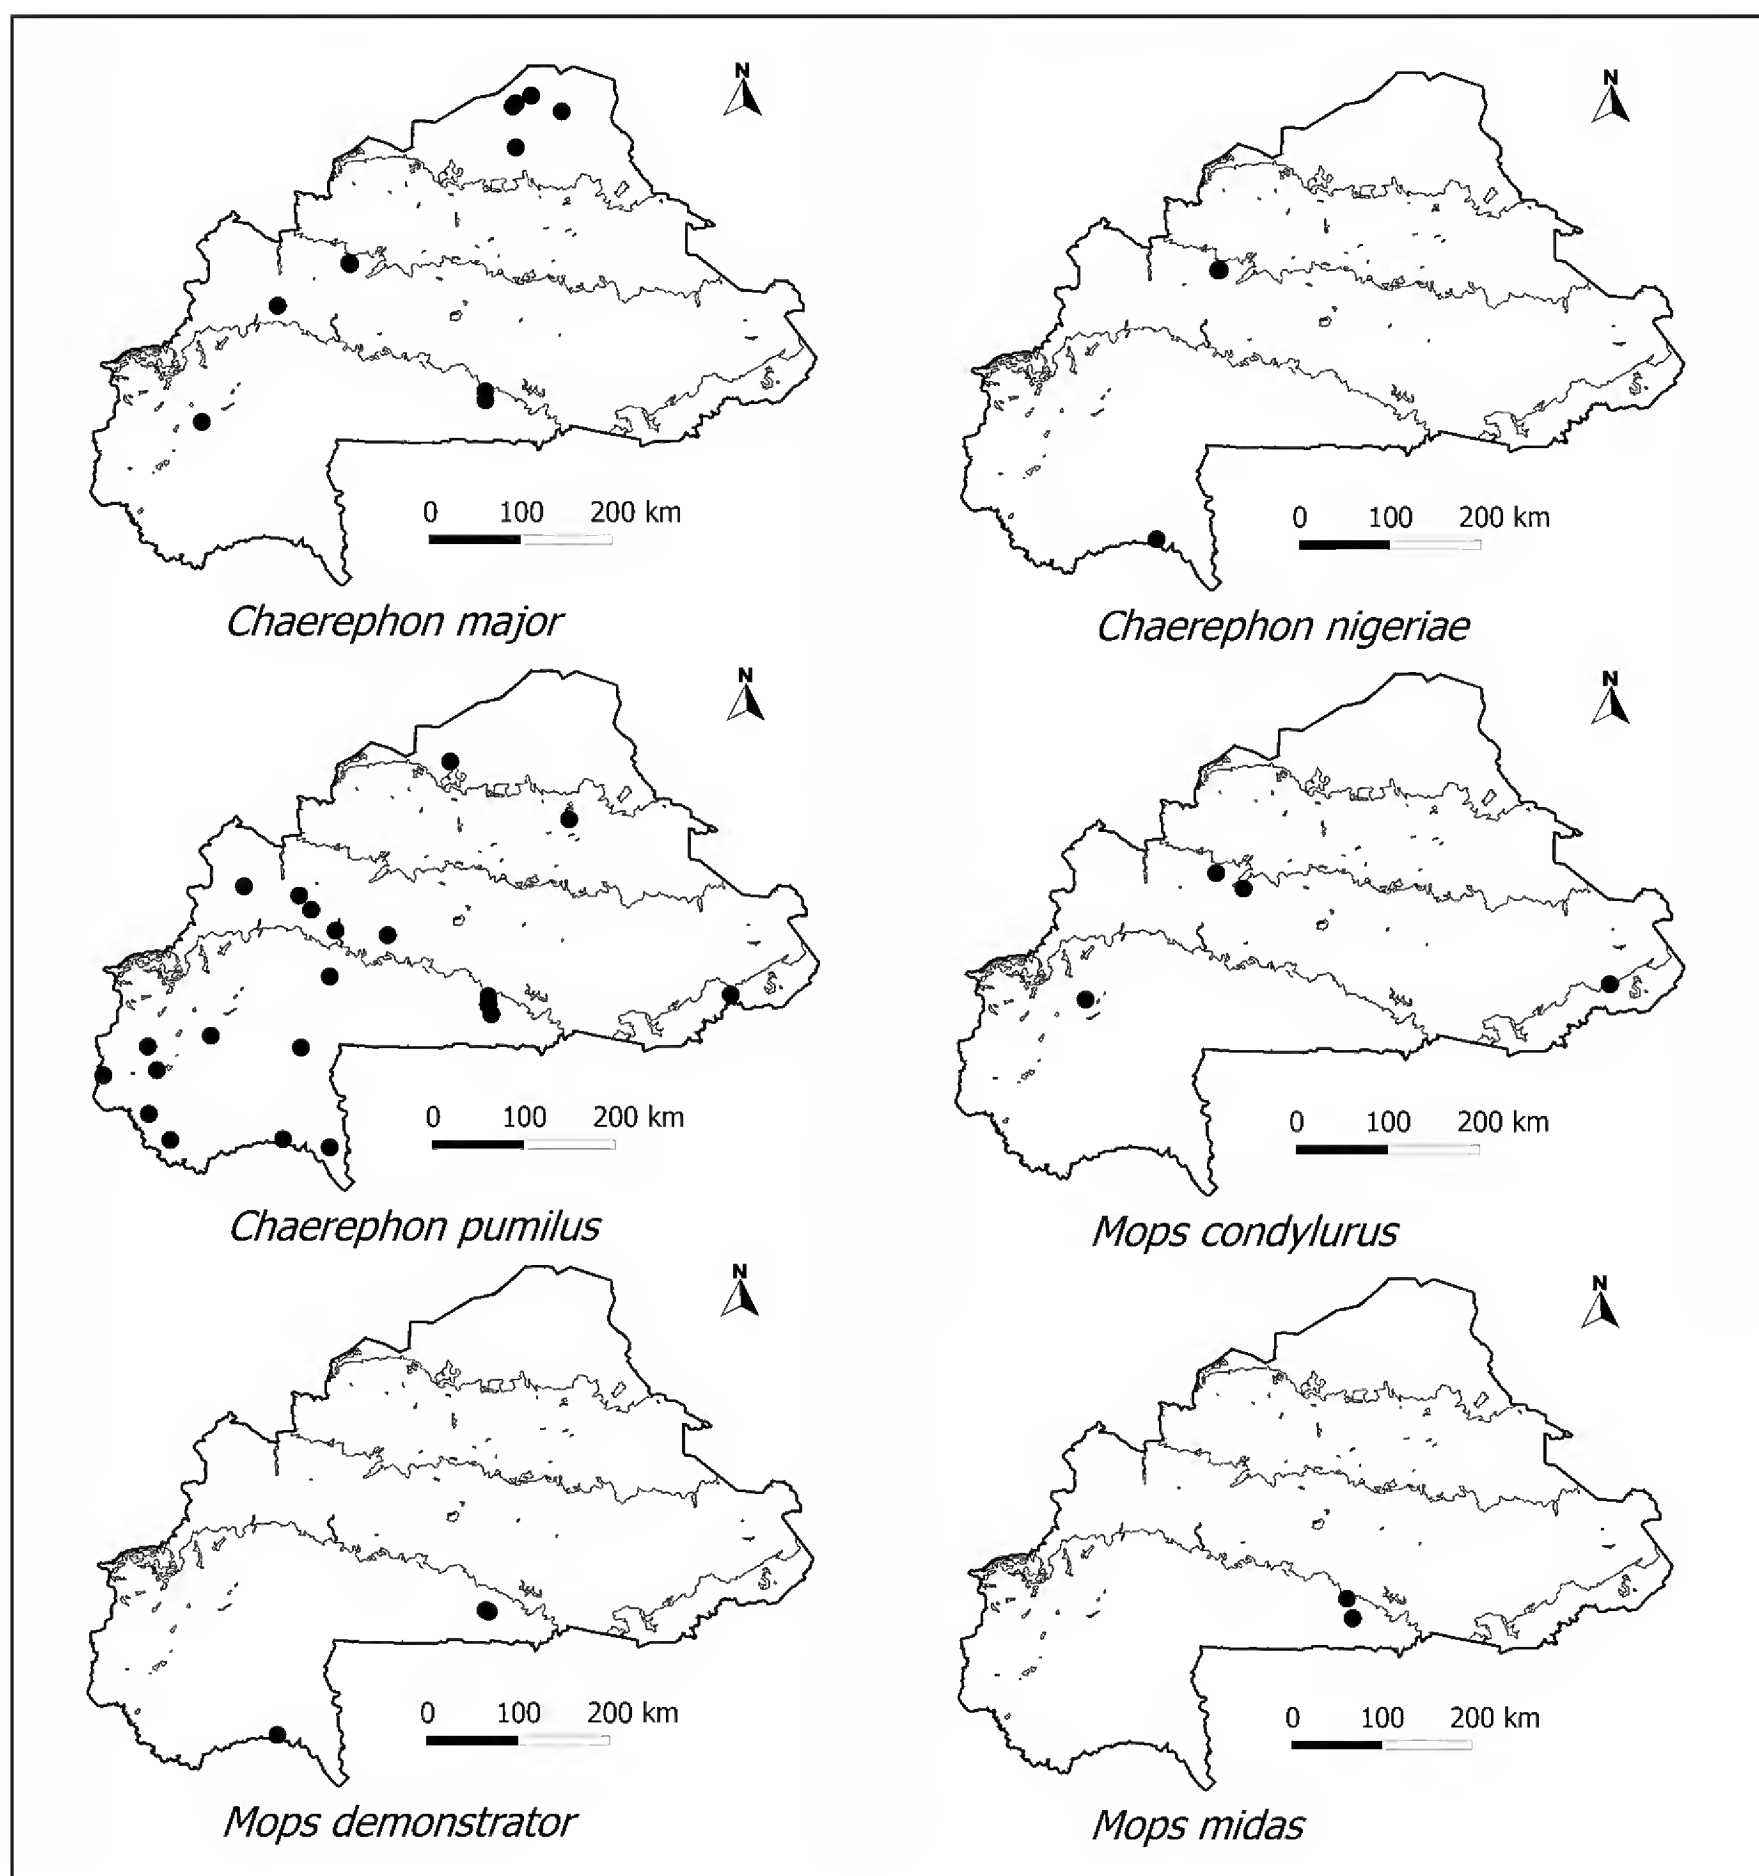 N
N
0 100 200 km
0 100 200 km
Chaerephon major
Chaerephon nigeriae
N
N
0 100 200 km
0 100 200 km
Chaerephon pumilus
Mops condylurus
N
N
0 100 200 km
0 100 200 km
Mops demonstrator
Mops midas